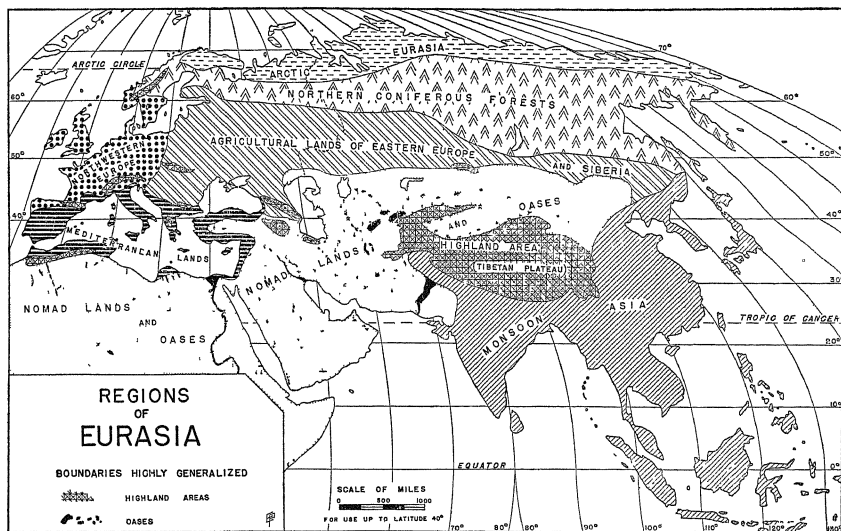 EURASIA
ARCTIC
ARCTIC CIRCLE
70°
NORTHERN CONIFEROUS FORESTS
60°
60°
AGRICULTURAL LANDS OF EASTERN EUROPE
AND SIBERIA
NORTHWESTERN
EUROPE
50°
50°
40°
40°
MEDITERRANEAN LANDS
NOMAD LANDS
AND
OASES
HIGHLAND AREA
TIBETAN PLATEAU
NOMAD LANDS
AND
OASES
30°
MONSOON ASIA
TROPIC OF CANCER
20°
10°
EQUATOR
0°
REGIONS
OF
EURASIA
BOUNDARIES HIGHLY GENERALIZED
HIGHLAND AREAS
OASES
SCALE OF MILES
0 500 1000
FOR USE UP TO LATITUDE 40°
70° 80° 90° 100° 110° 120° 130°